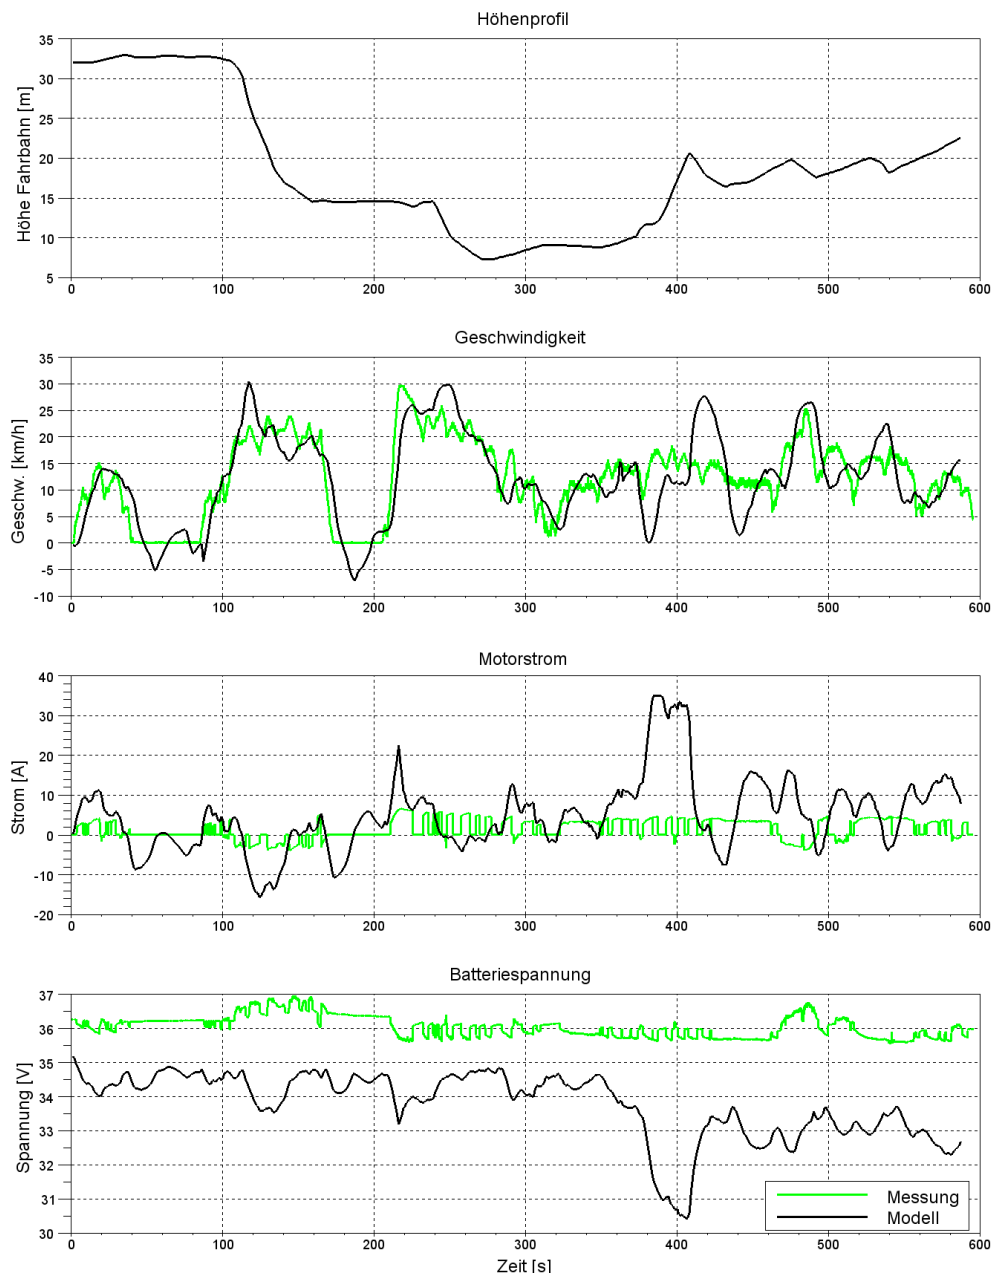 Höhenprofil
Höhe Fahrbahn [m]
35
30
25
20
15
10
5
0 100 200 300 400 500 600
Geschwindigkeit
Geschw. [km/h]
35
30
25
20
15
10
5
0
-5
-10
0 100 200 300 400 500 600
Motorstrom
Strom [A]
40
30
20
10
0
-10
-20
0 100 200 300 400 500 600
Batteriespannung
Spannung [V]
37
36
35
34
33
32
31
30
Messung
Modell
0 100 200 300 400 500 600
Zeit [s]